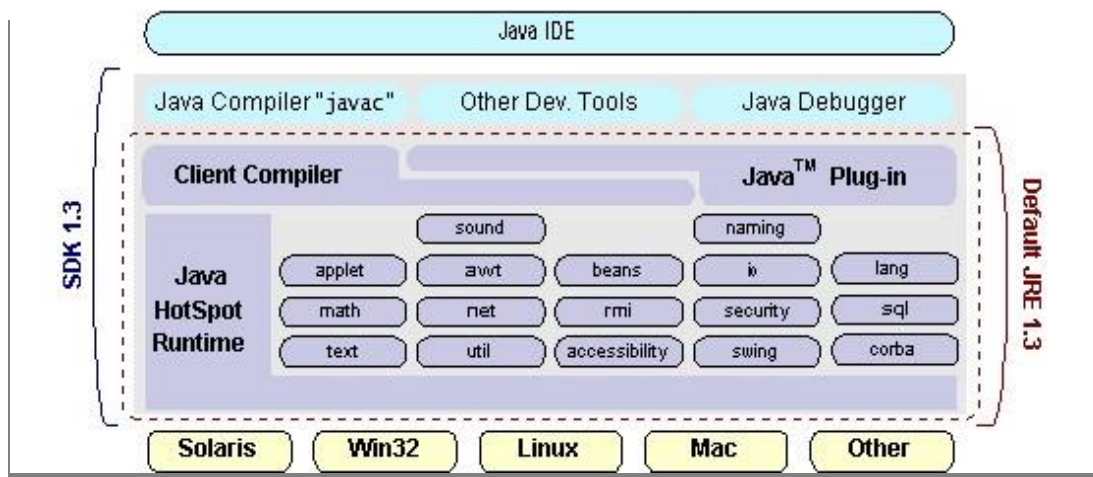 Java IDE
Java Compiler "javac" Other Dev. Tools Java Debugger
Client Compiler Java™ Plug-in
SDK 1.3
Default JRE 1.3
Java
HotSpot
Runtime
sound naming
applet awt beans io lang
math net rmi security sql
text util accessibility swing corba
Solaris Win32 Linux Mac Other